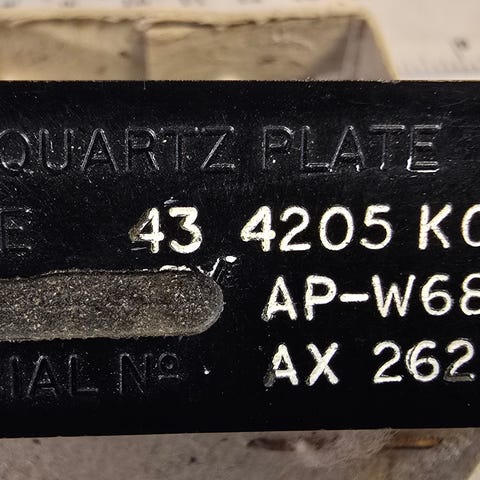 QUARTZ PLATE
E 43 4205 KC
AP-W68
IAL Nº AX 262